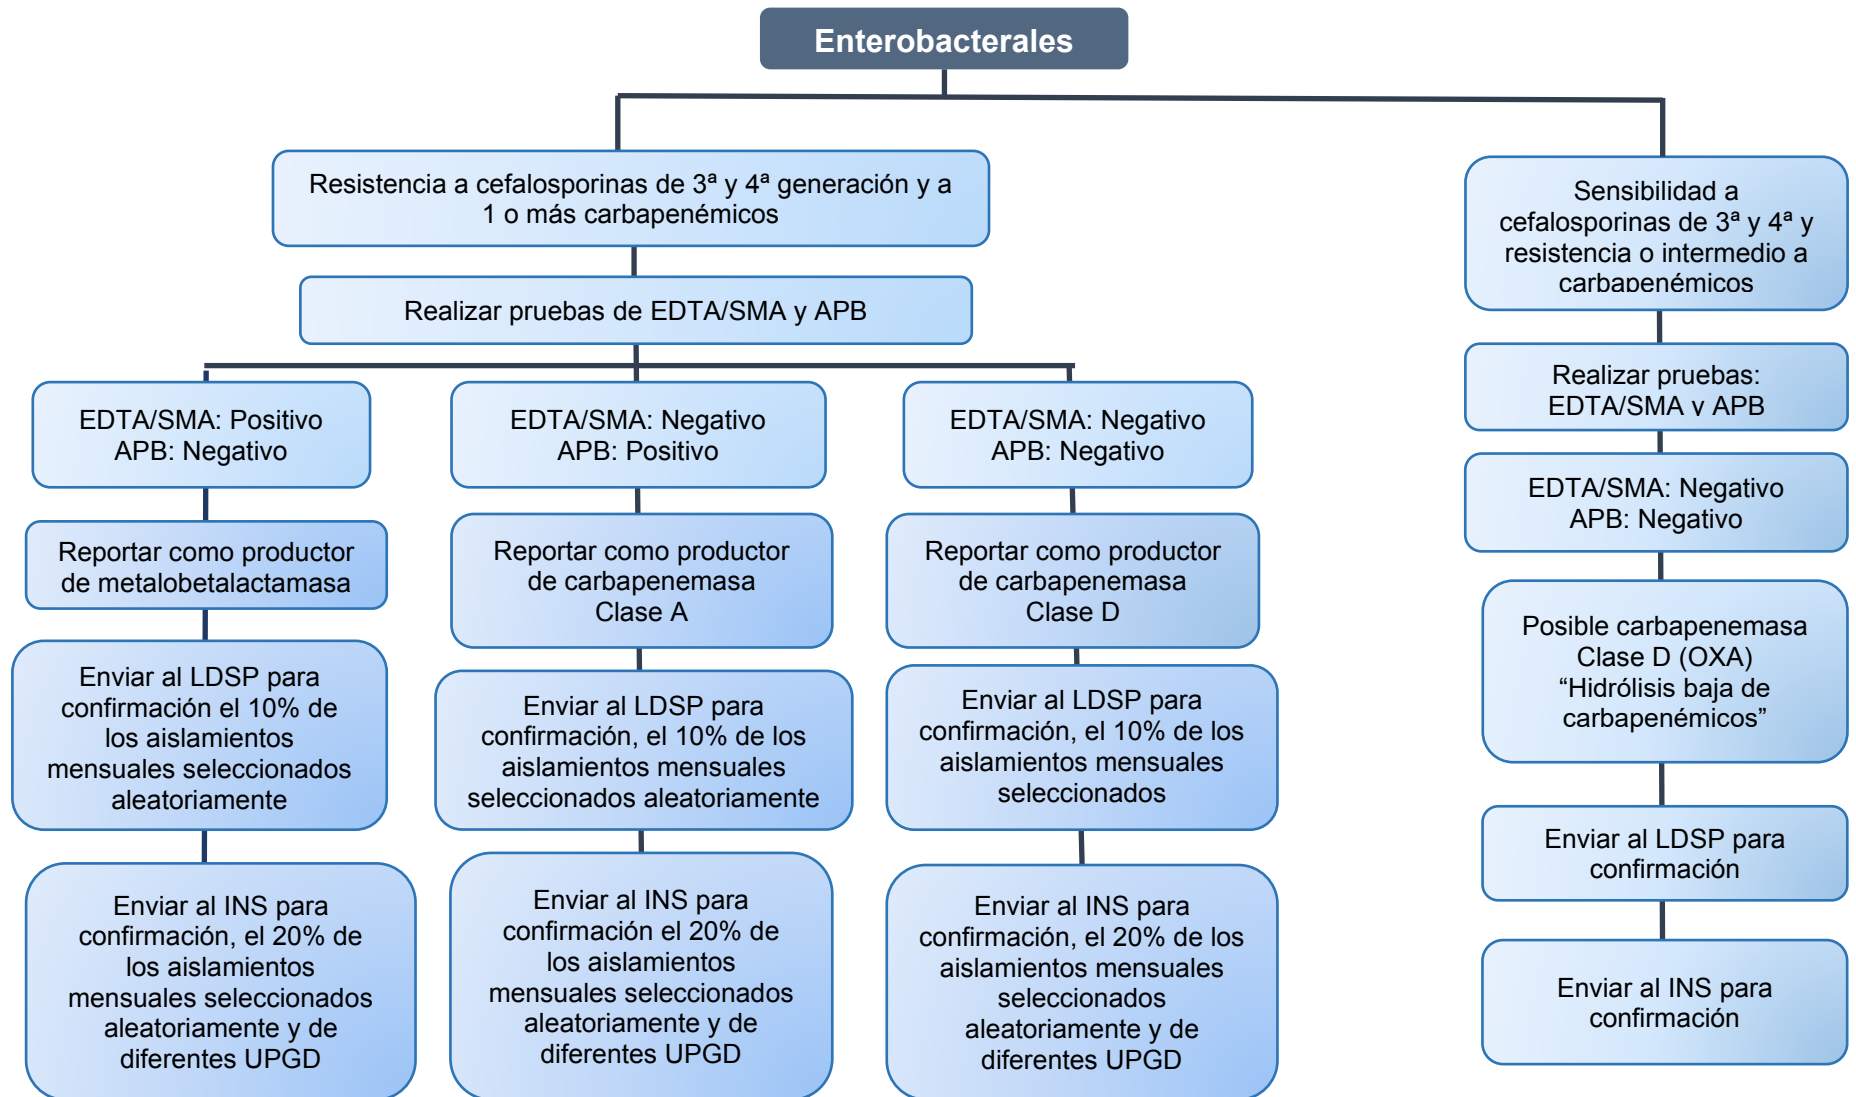 Enterobacterales
Resistencia a cefalosporinas de 3ª y 4ª generación y a
1 o más carbapenémicos
Realizar pruebas de EDTA/SMA y APB
EDTA/SMA: Positivo
APB: Negativo
Reportar como productor
de metalobetalactamasa
Enviar al LDSP para
confirmación el 10% de
los aislamientos
mensuales seleccionados
aleatoriamente
Enviar al INS para
confirmación, el 20% de
los aislamientos
mensuales seleccionados
aleatoriamente y de
diferentes UPGD
EDTA/SMA: Negativo
APB: Positivo
Reportar como productor
de carbapenemasa
Clase A
Enviar al LDSP para
confirmación, el 10% de los
aislamientos mensuales
seleccionados aleatoriamente
Enviar al INS para
confirmación el 20% de
los aislamientos
mensuales seleccionados
aleatoriamente y de
diferentes UPGD
EDTA/SMA: Negativo
APB: Negativo
Reportar como productor
de carbapenemasa
Clase D
Enviar al LDSP para
confirmación, el 10% de los
aislamientos mensuales
seleccionados
Enviar al INS para
confirmación, el 20% de los
aislamientos mensuales
seleccionados
aleatoriamente y de
diferentes UPGD
Sensibilidad a
cefalosporinas de 3ª y 4ª y
resistencia o intermedio a
carbapenémicos
Realizar pruebas:
EDTA/SMA y APB
EDTA/SMA: Negativo
APB: Negativo
Posible carbapenemasa
Clase D (OXA)
“Hidrólisis baja de
carbapenémicos”
Enviar al LDSP para
confirmación
Enviar al INS para
confirmación